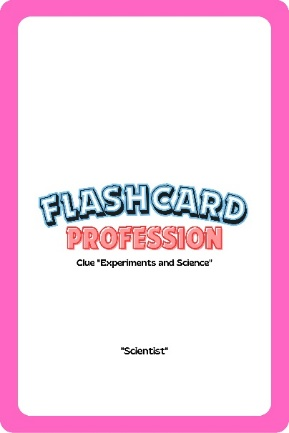 FLASHCARD
PROFESSION
Clue "Experiments and Science"
"Scientist"